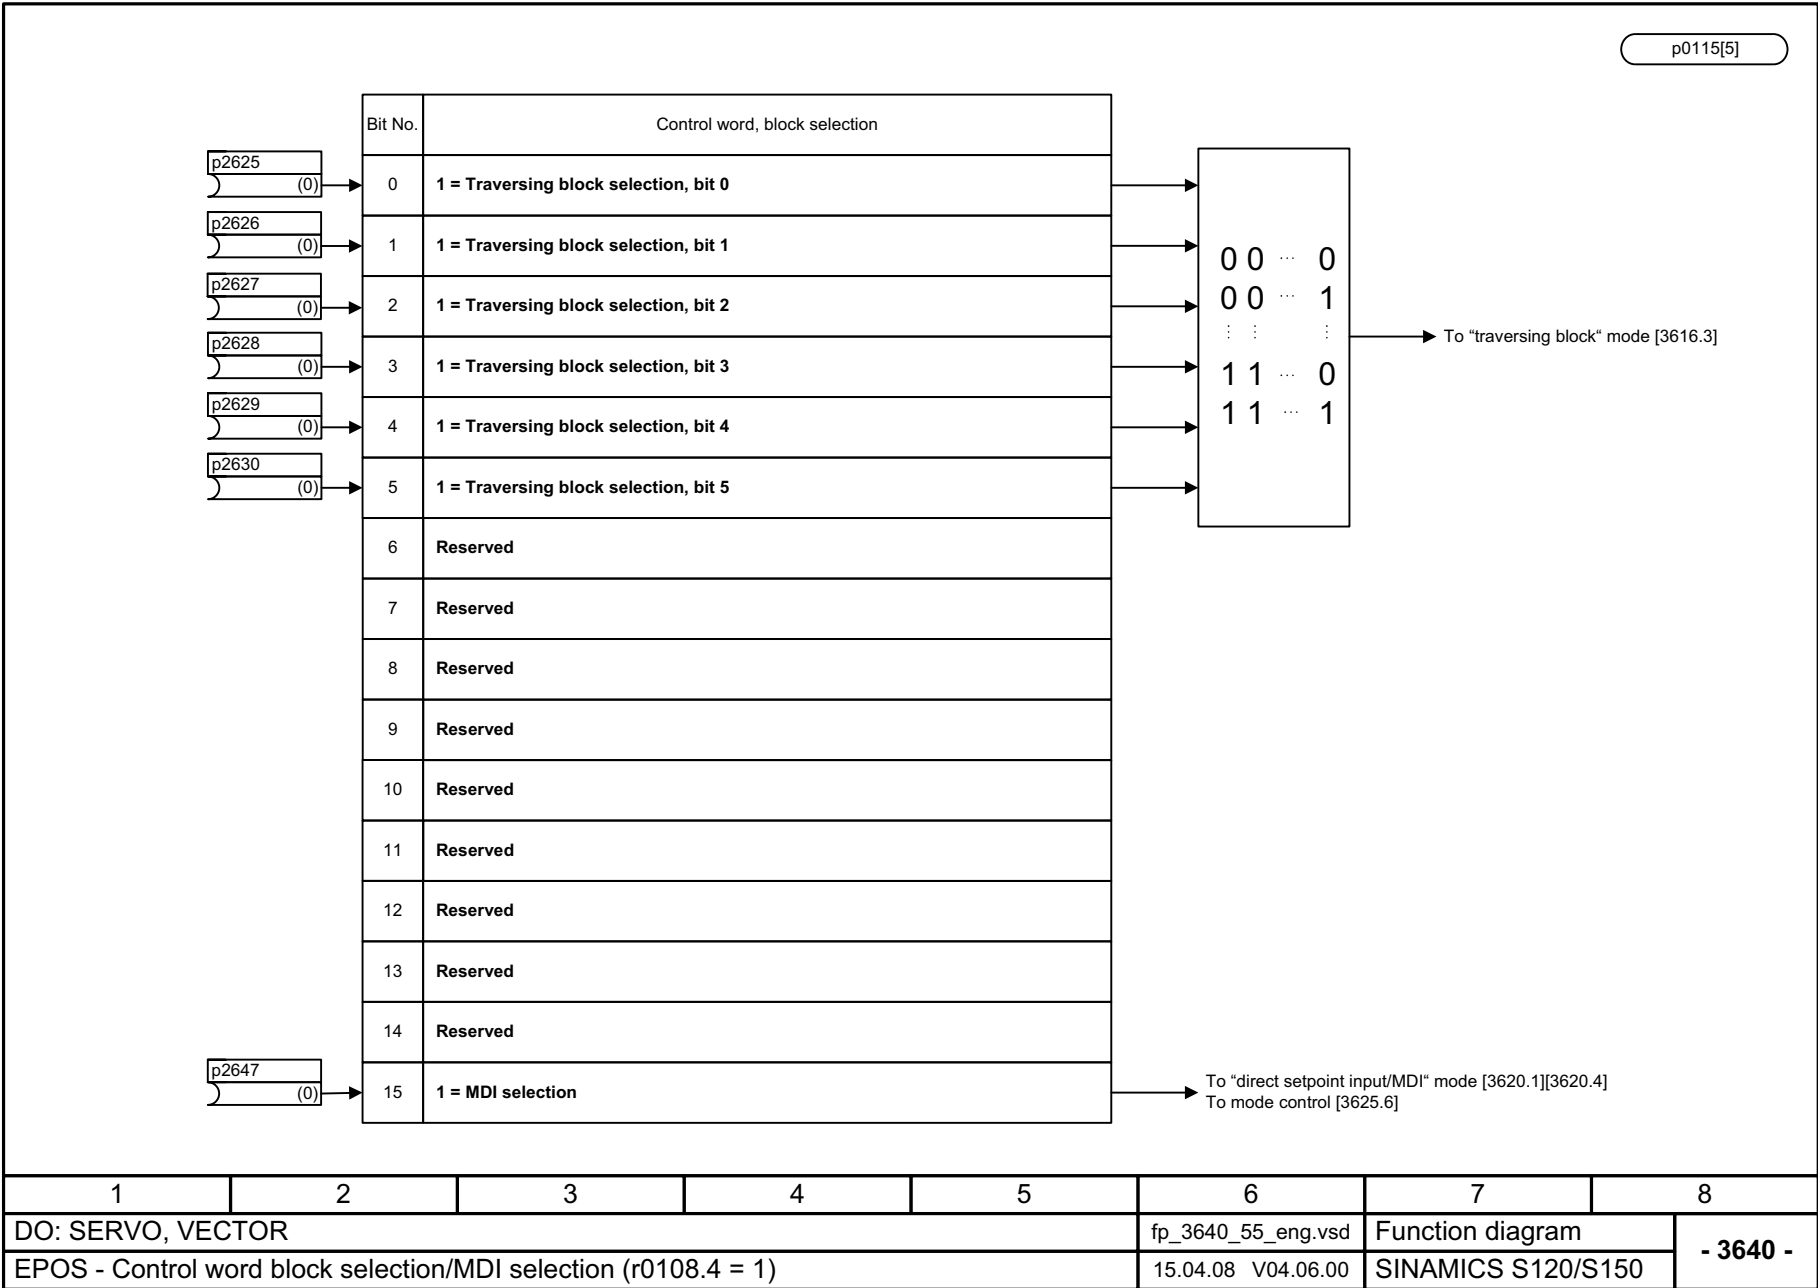 p0115[5]
Bit No. Control word, block selection
p2625
(0) 0 1 = Traversing block selection, bit 0
p2626
(0) 1 1 = Traversing block selection, bit 1
p2627
(0) 2 1 = Traversing block selection, bit 2
p2628
(0) 3 1 = Traversing block selection, bit 3
p2629
(0) 4 1 = Traversing block selection, bit 4
p2630
(0) 5 1 = Traversing block selection, bit 5
0 0 ... 0
0 0 ... 1
⋮ ⋮ ⋮
1 1 ... 0
1 1 ... 1
To “traversing block“ mode [3616.3]
6 Reserved
7 Reserved
8 Reserved
9 Reserved
10 Reserved
11 Reserved
12 Reserved
13 Reserved
14 Reserved
p2647
(0) 15 1 = MDI selection
To “direct setpoint input/MDI“ mode [3620.1][3620.4]
To mode control [3625.6]
1 2 3 4 5 6 7 8
DO: SERVO, VECTOR fp_3640_55_eng.vsd Function diagram
- 3640 -
EPOS - Control word block selection/MDI selection (r0108.4 = 1) 15.04.08 V04.06.00 SINAMICS S120/S150